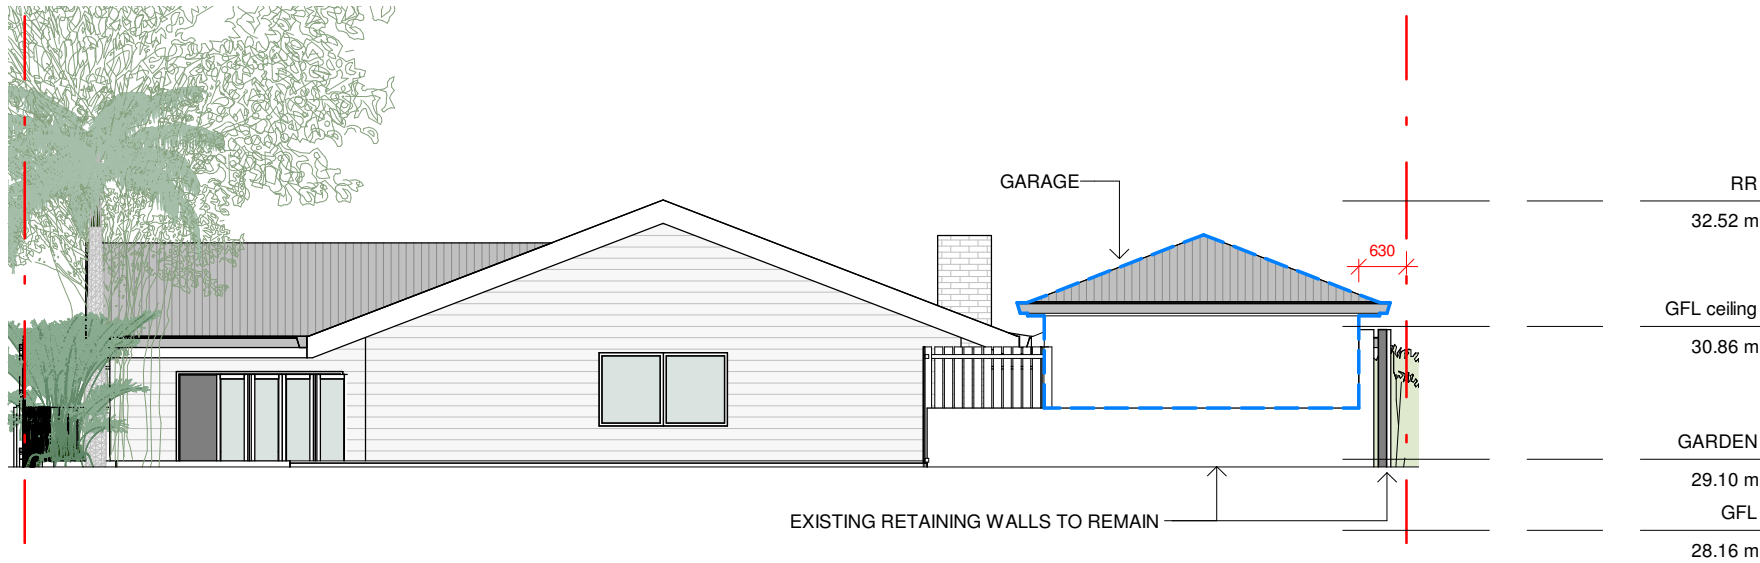 GARAGE
RR
32.52 m
630
GFL ceiling
30.86 m
GARDEN
29.10 m
EXISTING RETAINING WALLS TO REMAIN
GFL
28.16 m